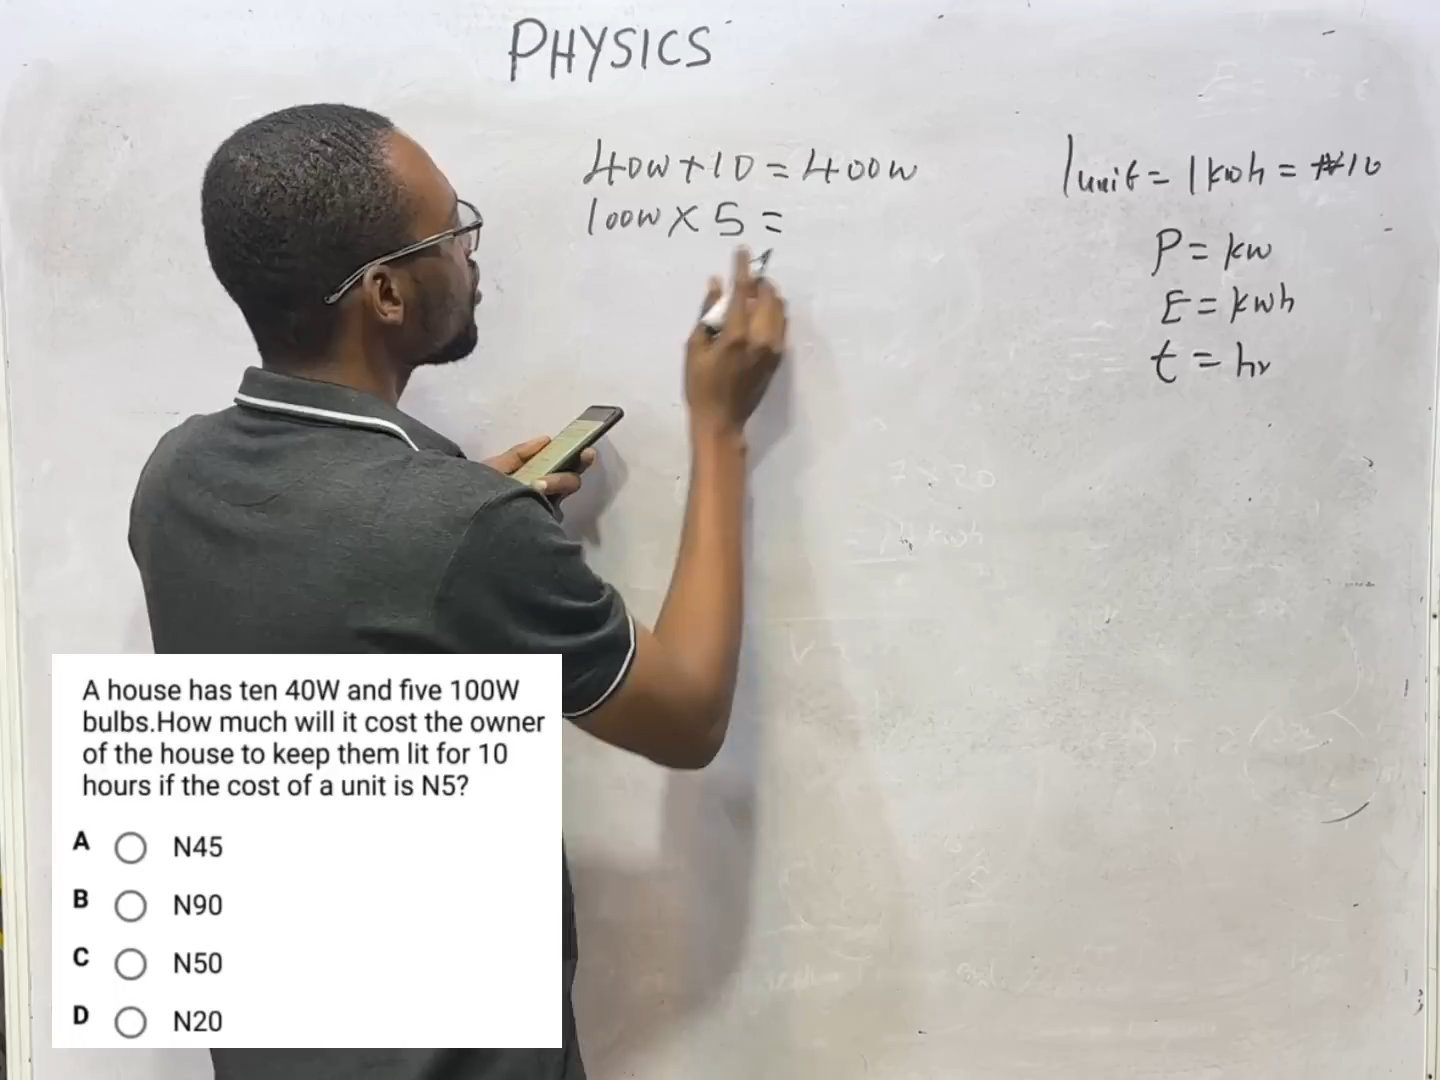 PHYSICS
40W+10=400W
100W×5=
1unit=1kwh=₦10
P=kw
E=kwh
t=hr
7×20
A house has ten 40W and five 100W
bulbs.How much will it cost the owner
of the house to keep them lit for 10
hours if the cost of a unit is N5?
A N45
B N90
C N50
D N20